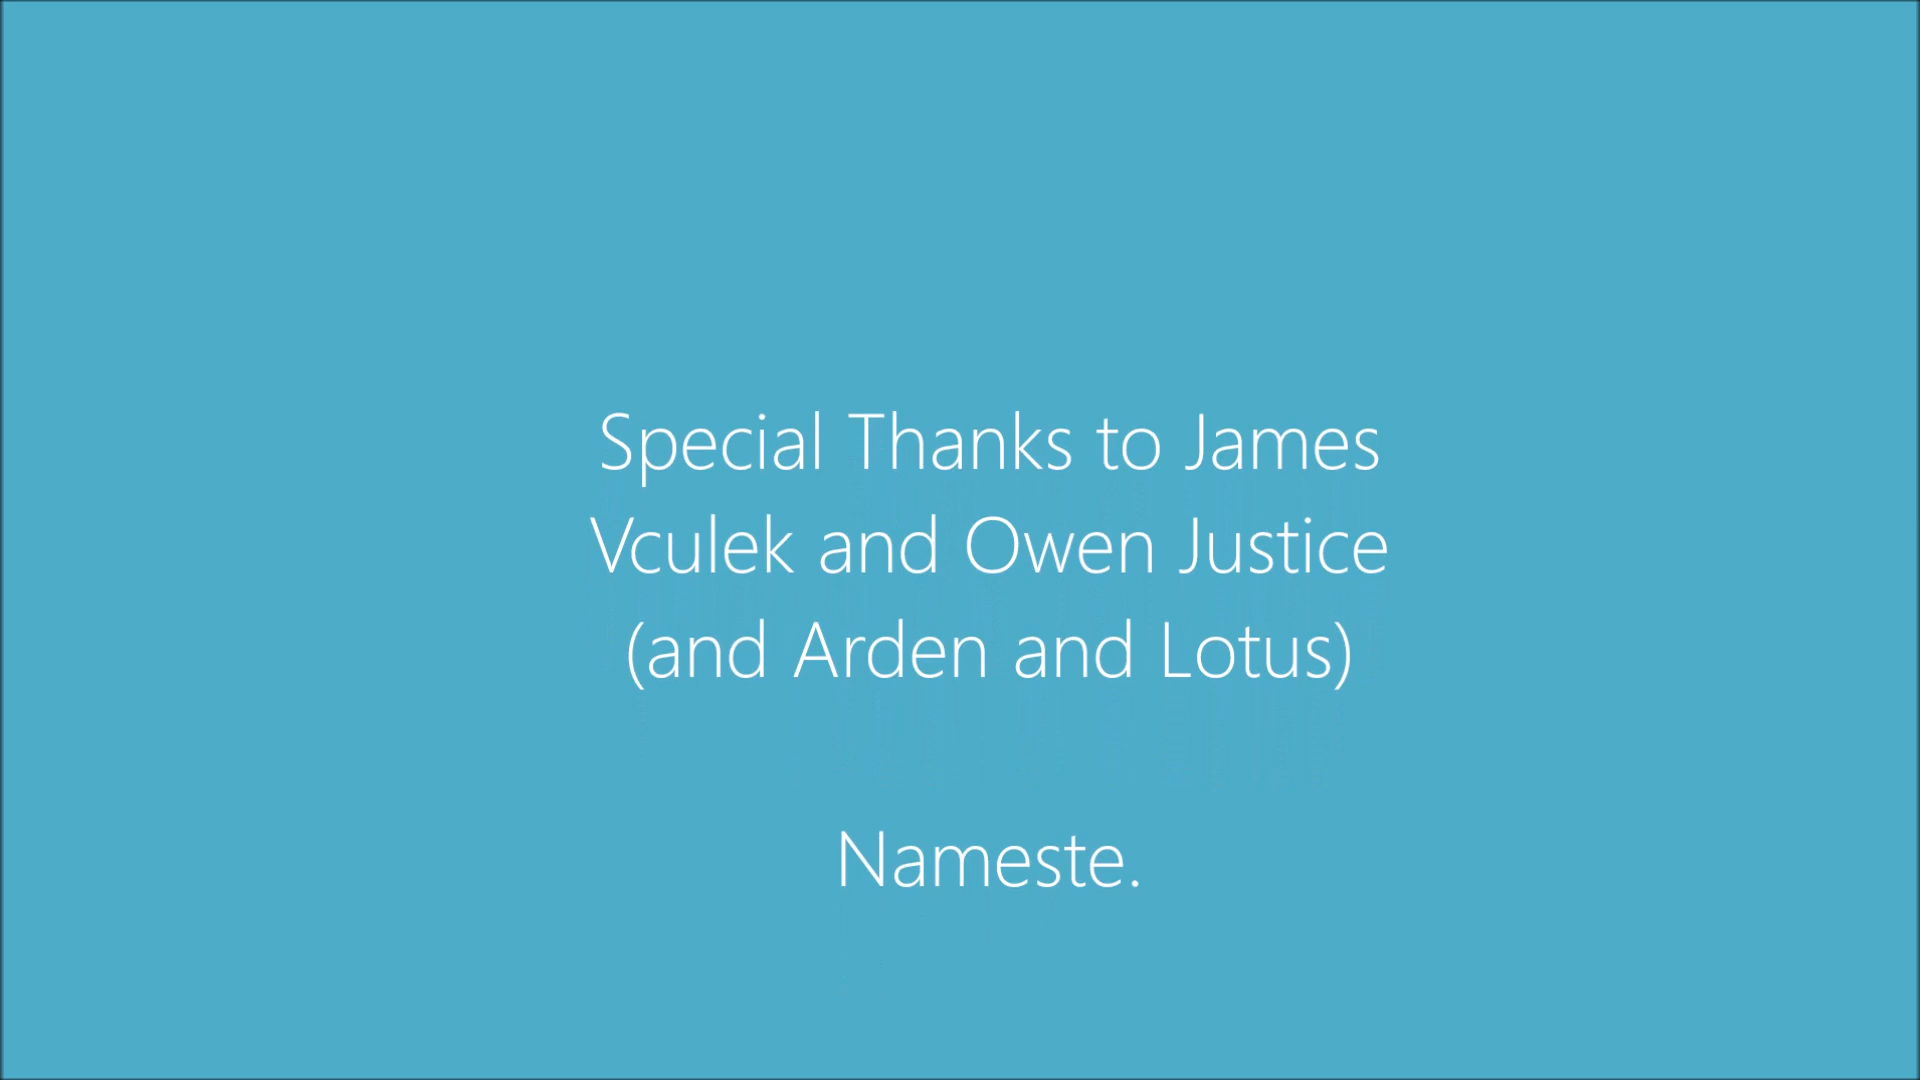 Special Thanks to James
Vculek and Owen Justice
(and Arden and Lotus)
Nameste.